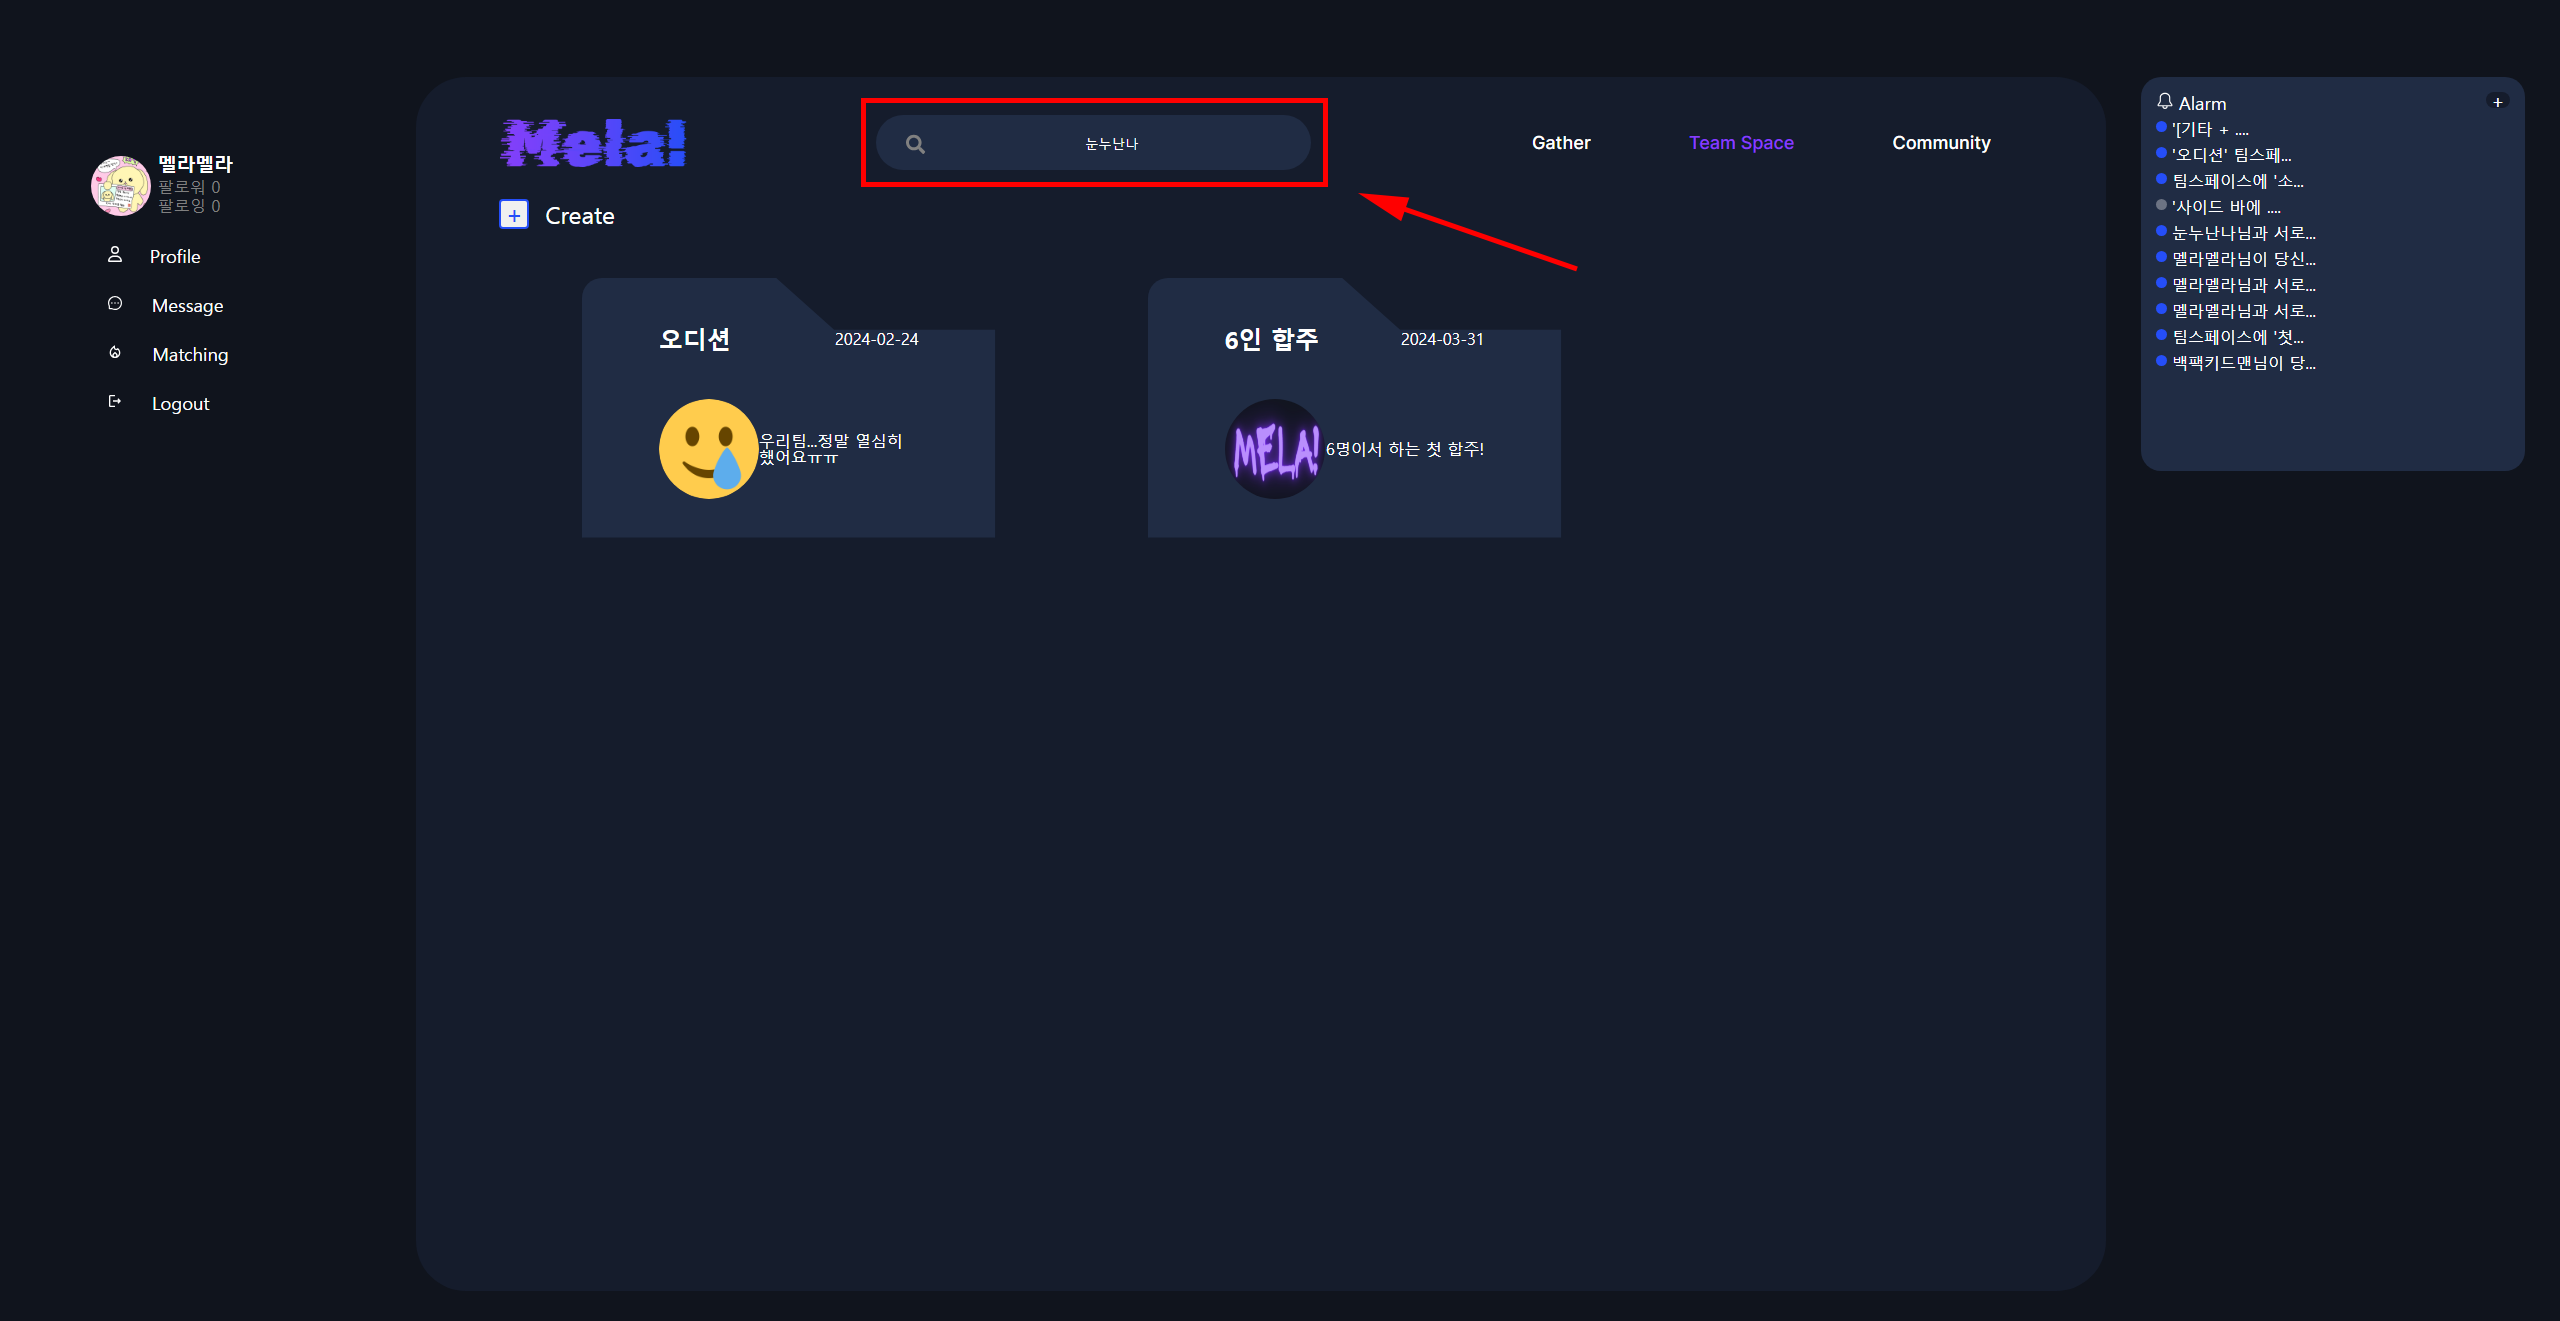 멜라멜라
팔로워 0
팔로잉 0
Profile
Message
Matching
Logout
Mela!
눈누난나
Gather
Team Space
Community
+ Create
오디션
2024-02-24
우리팀...정말 열심히
했어요ㅠㅠ
6인 합주
2024-03-31
MELA!
6명이서 하는 첫 합주!
Alarm
+
'[기타 + ....
'오디션' 팀스페...
팀스페이스에 '소...
'사이드 바에 ....
눈누난나님과 서로...
멜라멜라님이 당신...
멜라멜라님과 서로...
멜라멜라님과 서로...
팀스페이스에 '첫...
백팩키드맨님이 당...